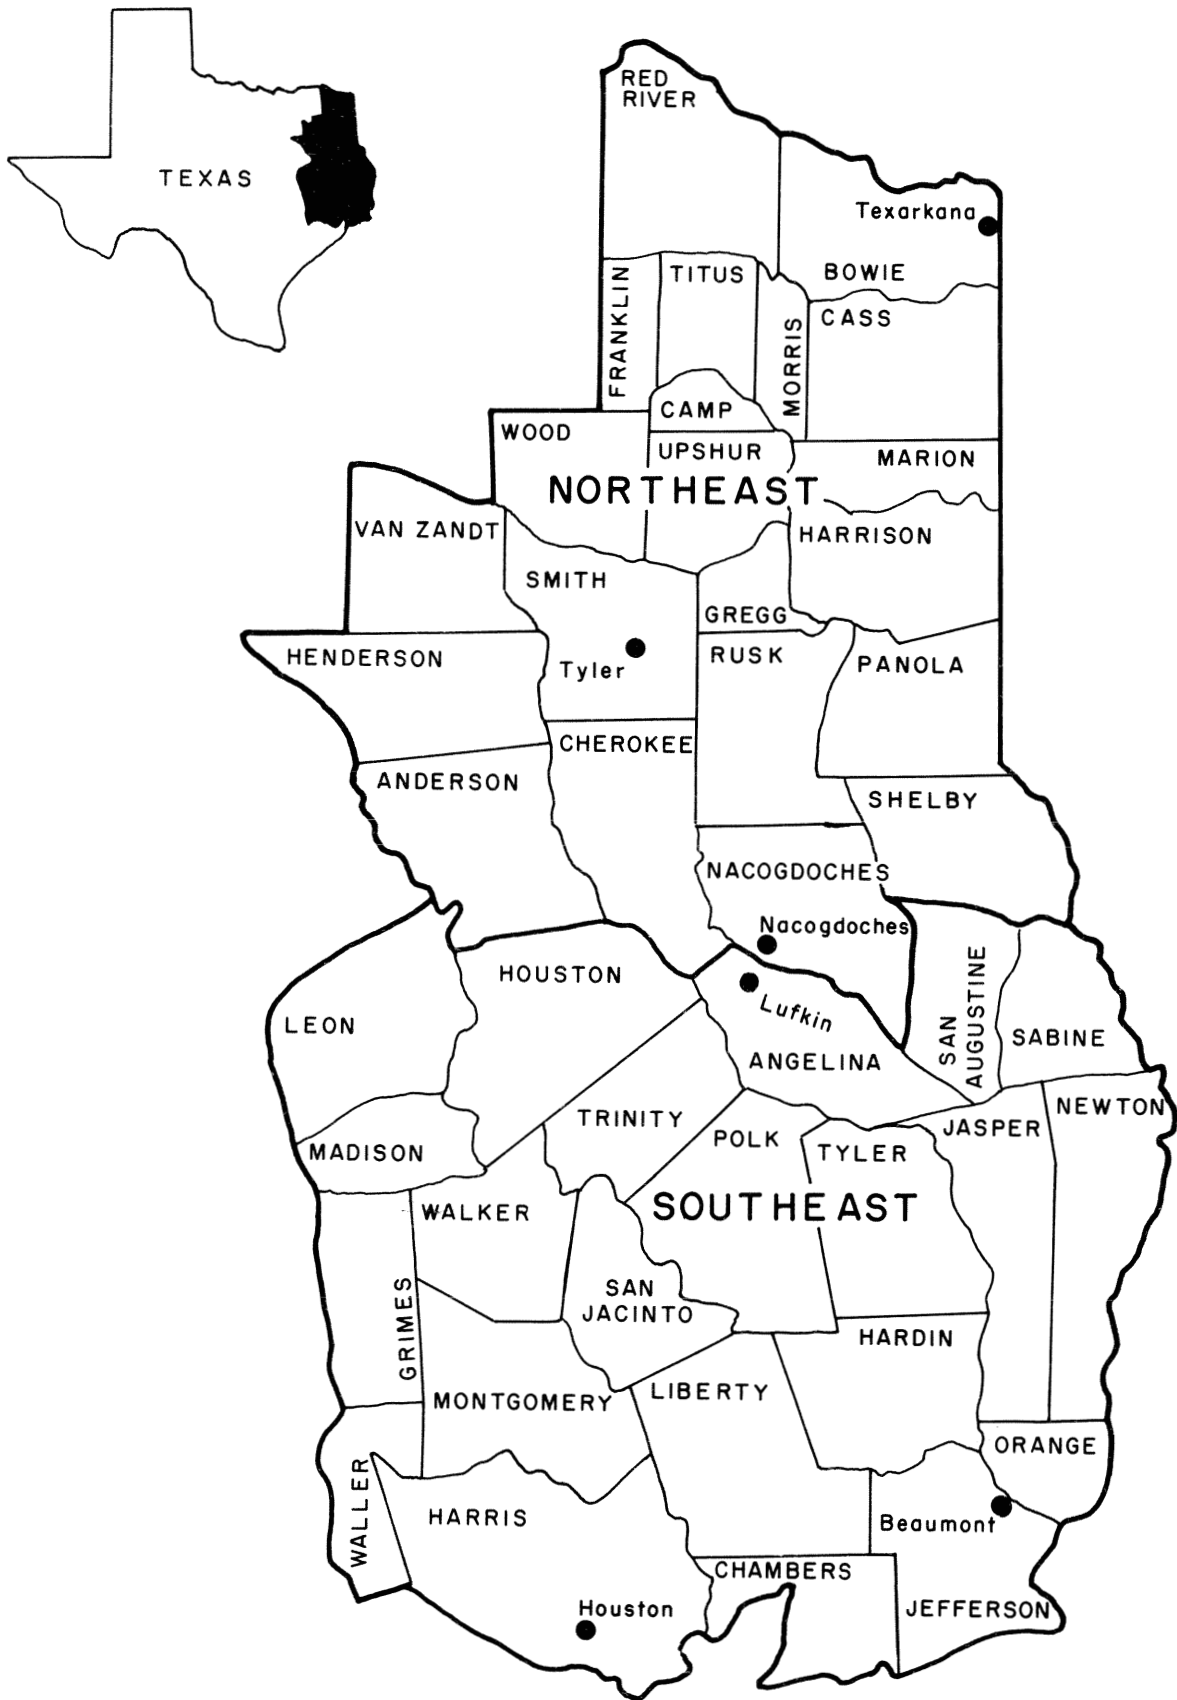 TEXAS
RED
RIVER
Texarkana
BOWIE
FRANKLIN
TITUS
MORRIS
CASS
CAMP
WOOD
UPSHUR
MARION
NORTHEAST
VAN ZANDT
HARRISON
SMITH
GREGG
HENDERSON
Tyler
RUSK
PANOLA
CHEROKEE
ANDERSON
SHELBY
NACOGDOCHES
Nacogdoches
HOUSTON
Lufkin
LEON
SAN
AUGUSTINE
SABINE
ANGELINA
TRINITY
NEWTON
JASPER
POLK
TYLER
MADISON
WALKER
SOUTHEAST
GRIMES
SAN
JACINTO
HARDIN
MONTGOMERY
LIBERTY
ORANGE
WALLER
HARRIS
Beaumont
CHAMBERS
Houston
JEFFERSON